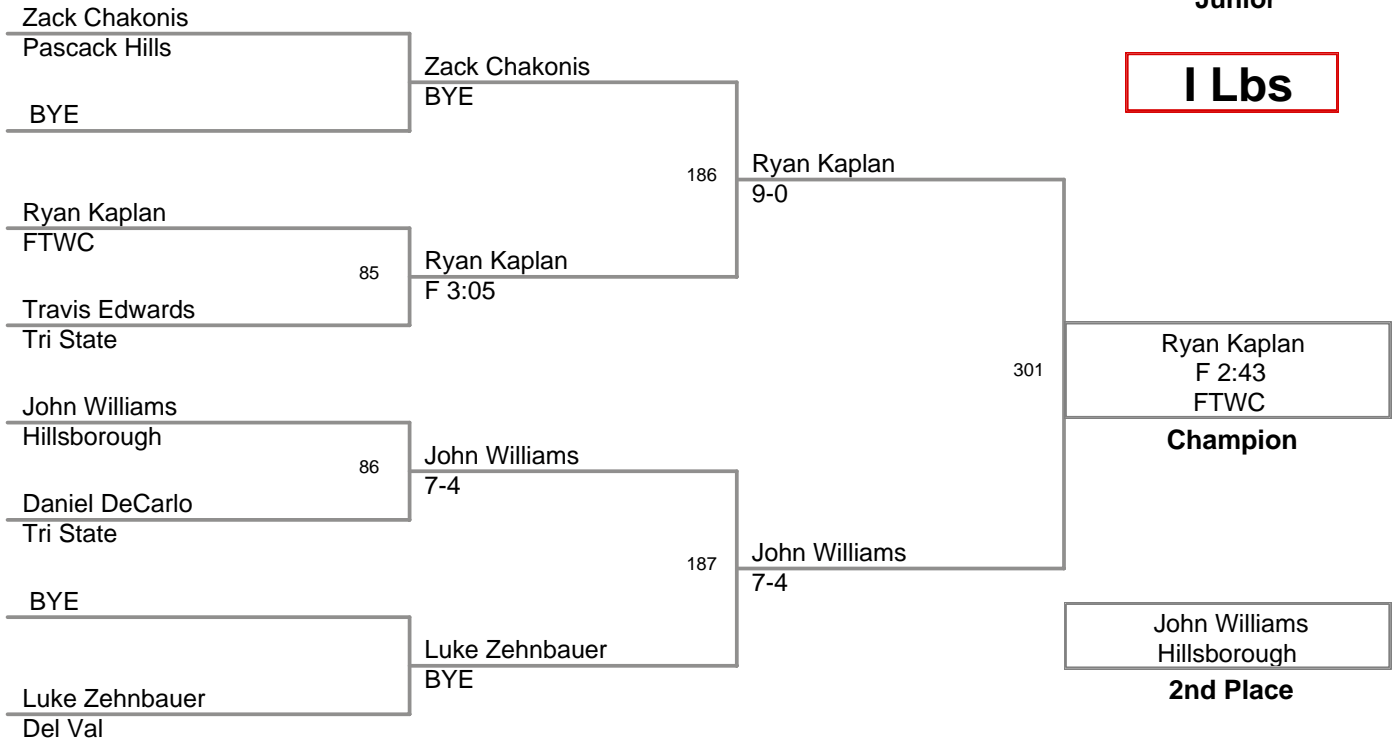 Junior
I Lbs
Zack Chakonis
Pascack Hills
BYE
Ryan Kaplan
FTWC
85
Travis Edwards
Tri State
John Williams
Hillsborough
86
Daniel DeCarlo
Tri State
BYE
Luke Zehnbauer
Del Val
Zack Chakonis
BYE
186
Ryan Kaplan
F 3:05
John Williams
7-4
187
Luke Zehnbauer
BYE
Ryan Kaplan
9-0
301
John Williams
7-4
Ryan Kaplan
F 2:43
FTWC
Champion
John Williams
Hillsborough
2nd Place